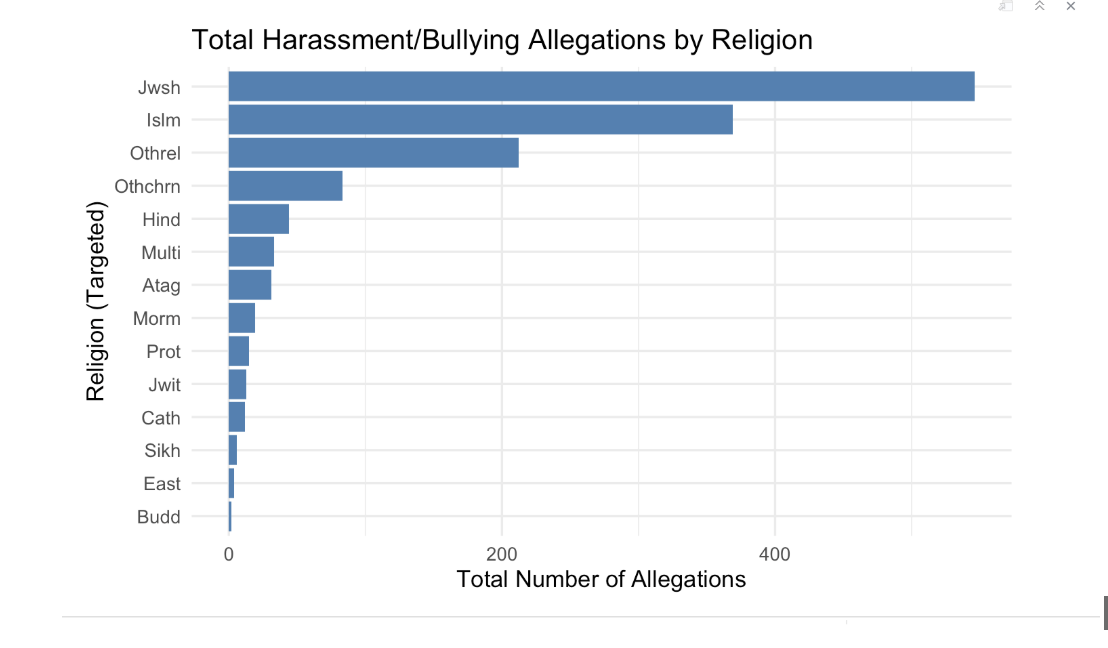 Total Harassment/Bullying Allegations by Religion
Religion (Targeted)
Jwsh
Islm
Othrel
Othchrn
Hind
Multi
Atag
Morm
Prot
Jwit
Cath
Sikh
East
Budd
0 200 400
Total Number of Allegations